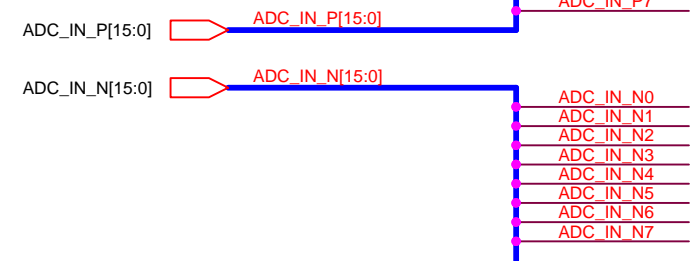 ADC_IN_P7
ADC_IN_P[15:0] ADC_IN_P[15:0]
ADC_IN_N[15:0] ADC_IN_N[15:0]
ADC_IN_N0
ADC_IN_N1
ADC_IN_N2
ADC_IN_N3
ADC_IN_N4
ADC_IN_N5
ADC_IN_N6
ADC_IN_N7